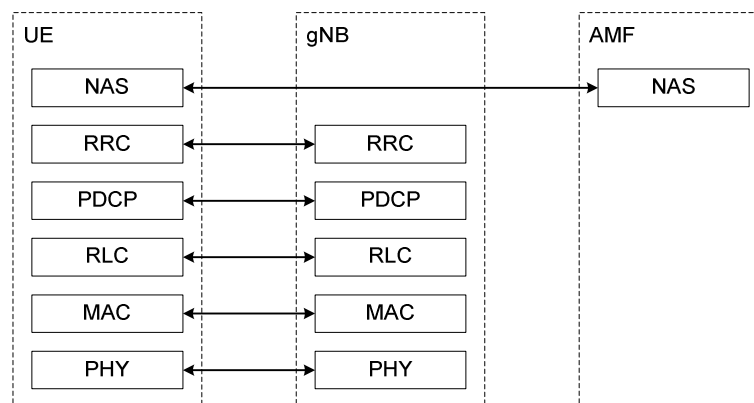 UE gNB AMF
NAS NAS
RRC RRC
PDCP PDCP
RLC RLC
MAC MAC
PHY PHY